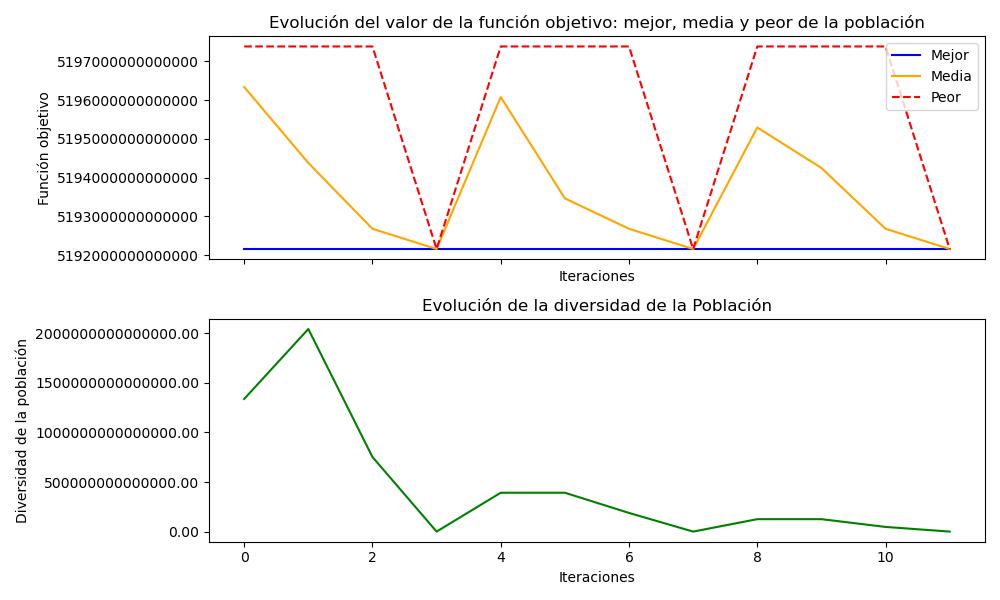 Evolución del valor de la función objetivo: mejor, media y peor de la población
Función objetivo
5197000000000000
5196000000000000
5195000000000000
5194000000000000
5193000000000000
5192000000000000
Mejor
Media
Peor
Iteraciones
Evolución de la diversidad de la Población
Diversidad de la población
2000000000000000.00
1500000000000000.00
1000000000000000.00
500000000000000.00
0.00
0 2 4 6 8 10
Iteraciones